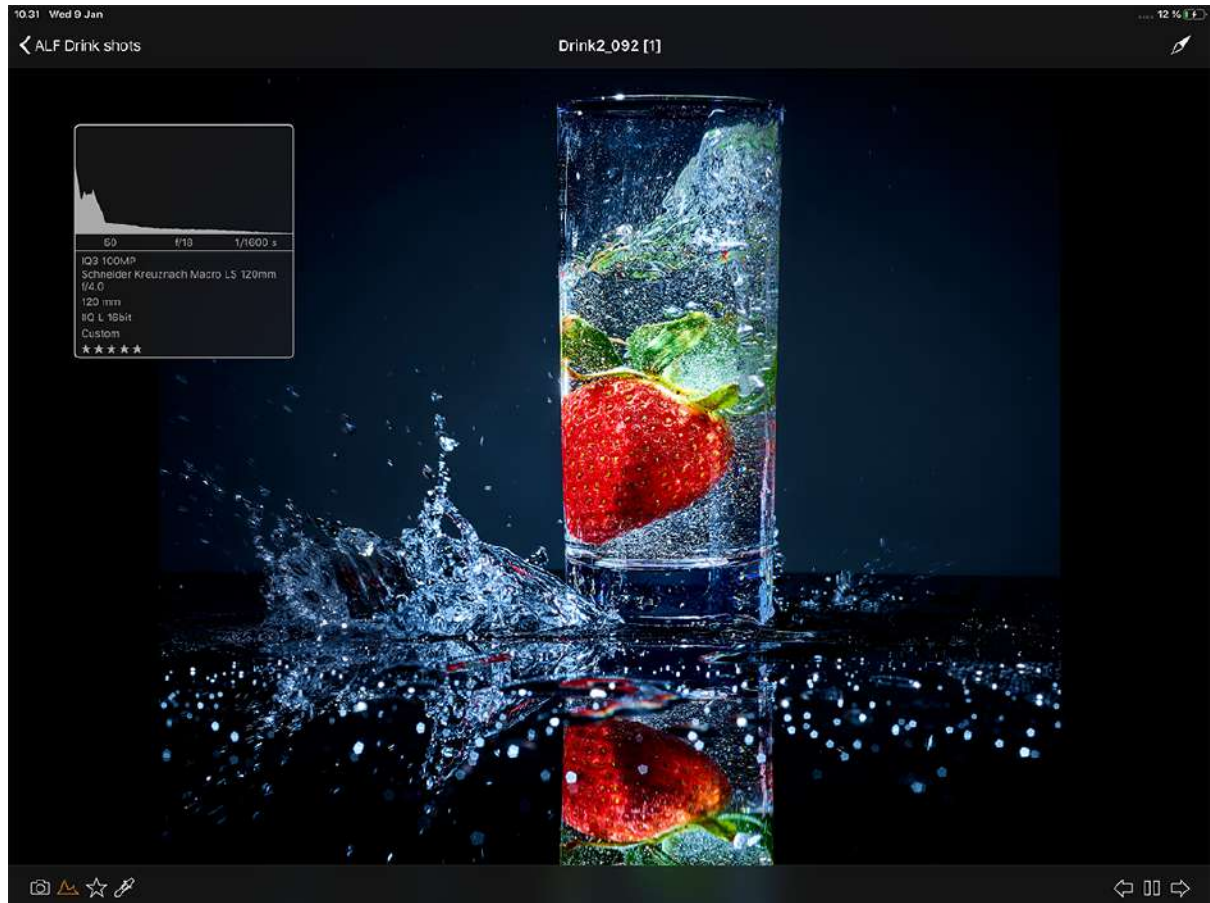 10.31 Wed 9 Jan
12 %
ALF Drink shots
Drink2_092 [1]
50 f/18 1/1600 s
IQ3 100MP
Schneider Kreuznach Macro LS 120mm
f/4.0
120 mm
IIQ L 16bit
Custom